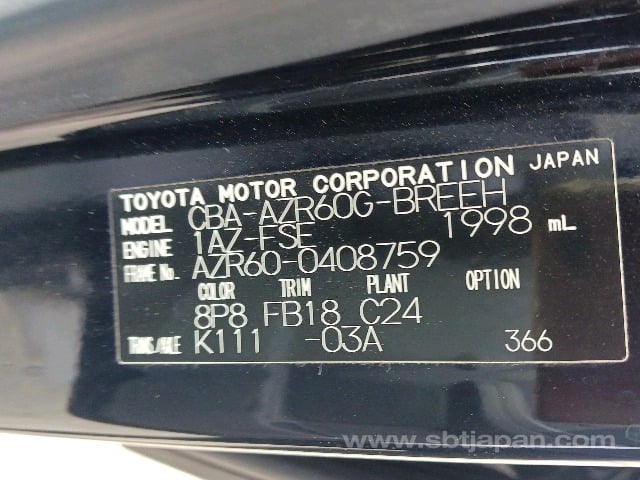 TOYOTA MOTOR CORPORATION JAPAN
MODEL CBA-AZR60G-BREEH
ENGINE 1AZ-FSE 1998 mL
FRAME No. AZR60-0408759
COLOR TRIM PLANT OPTION
8P8 FB18 C24
TRANS/AXLE K111 -03A 366
www.sbtjapan.com